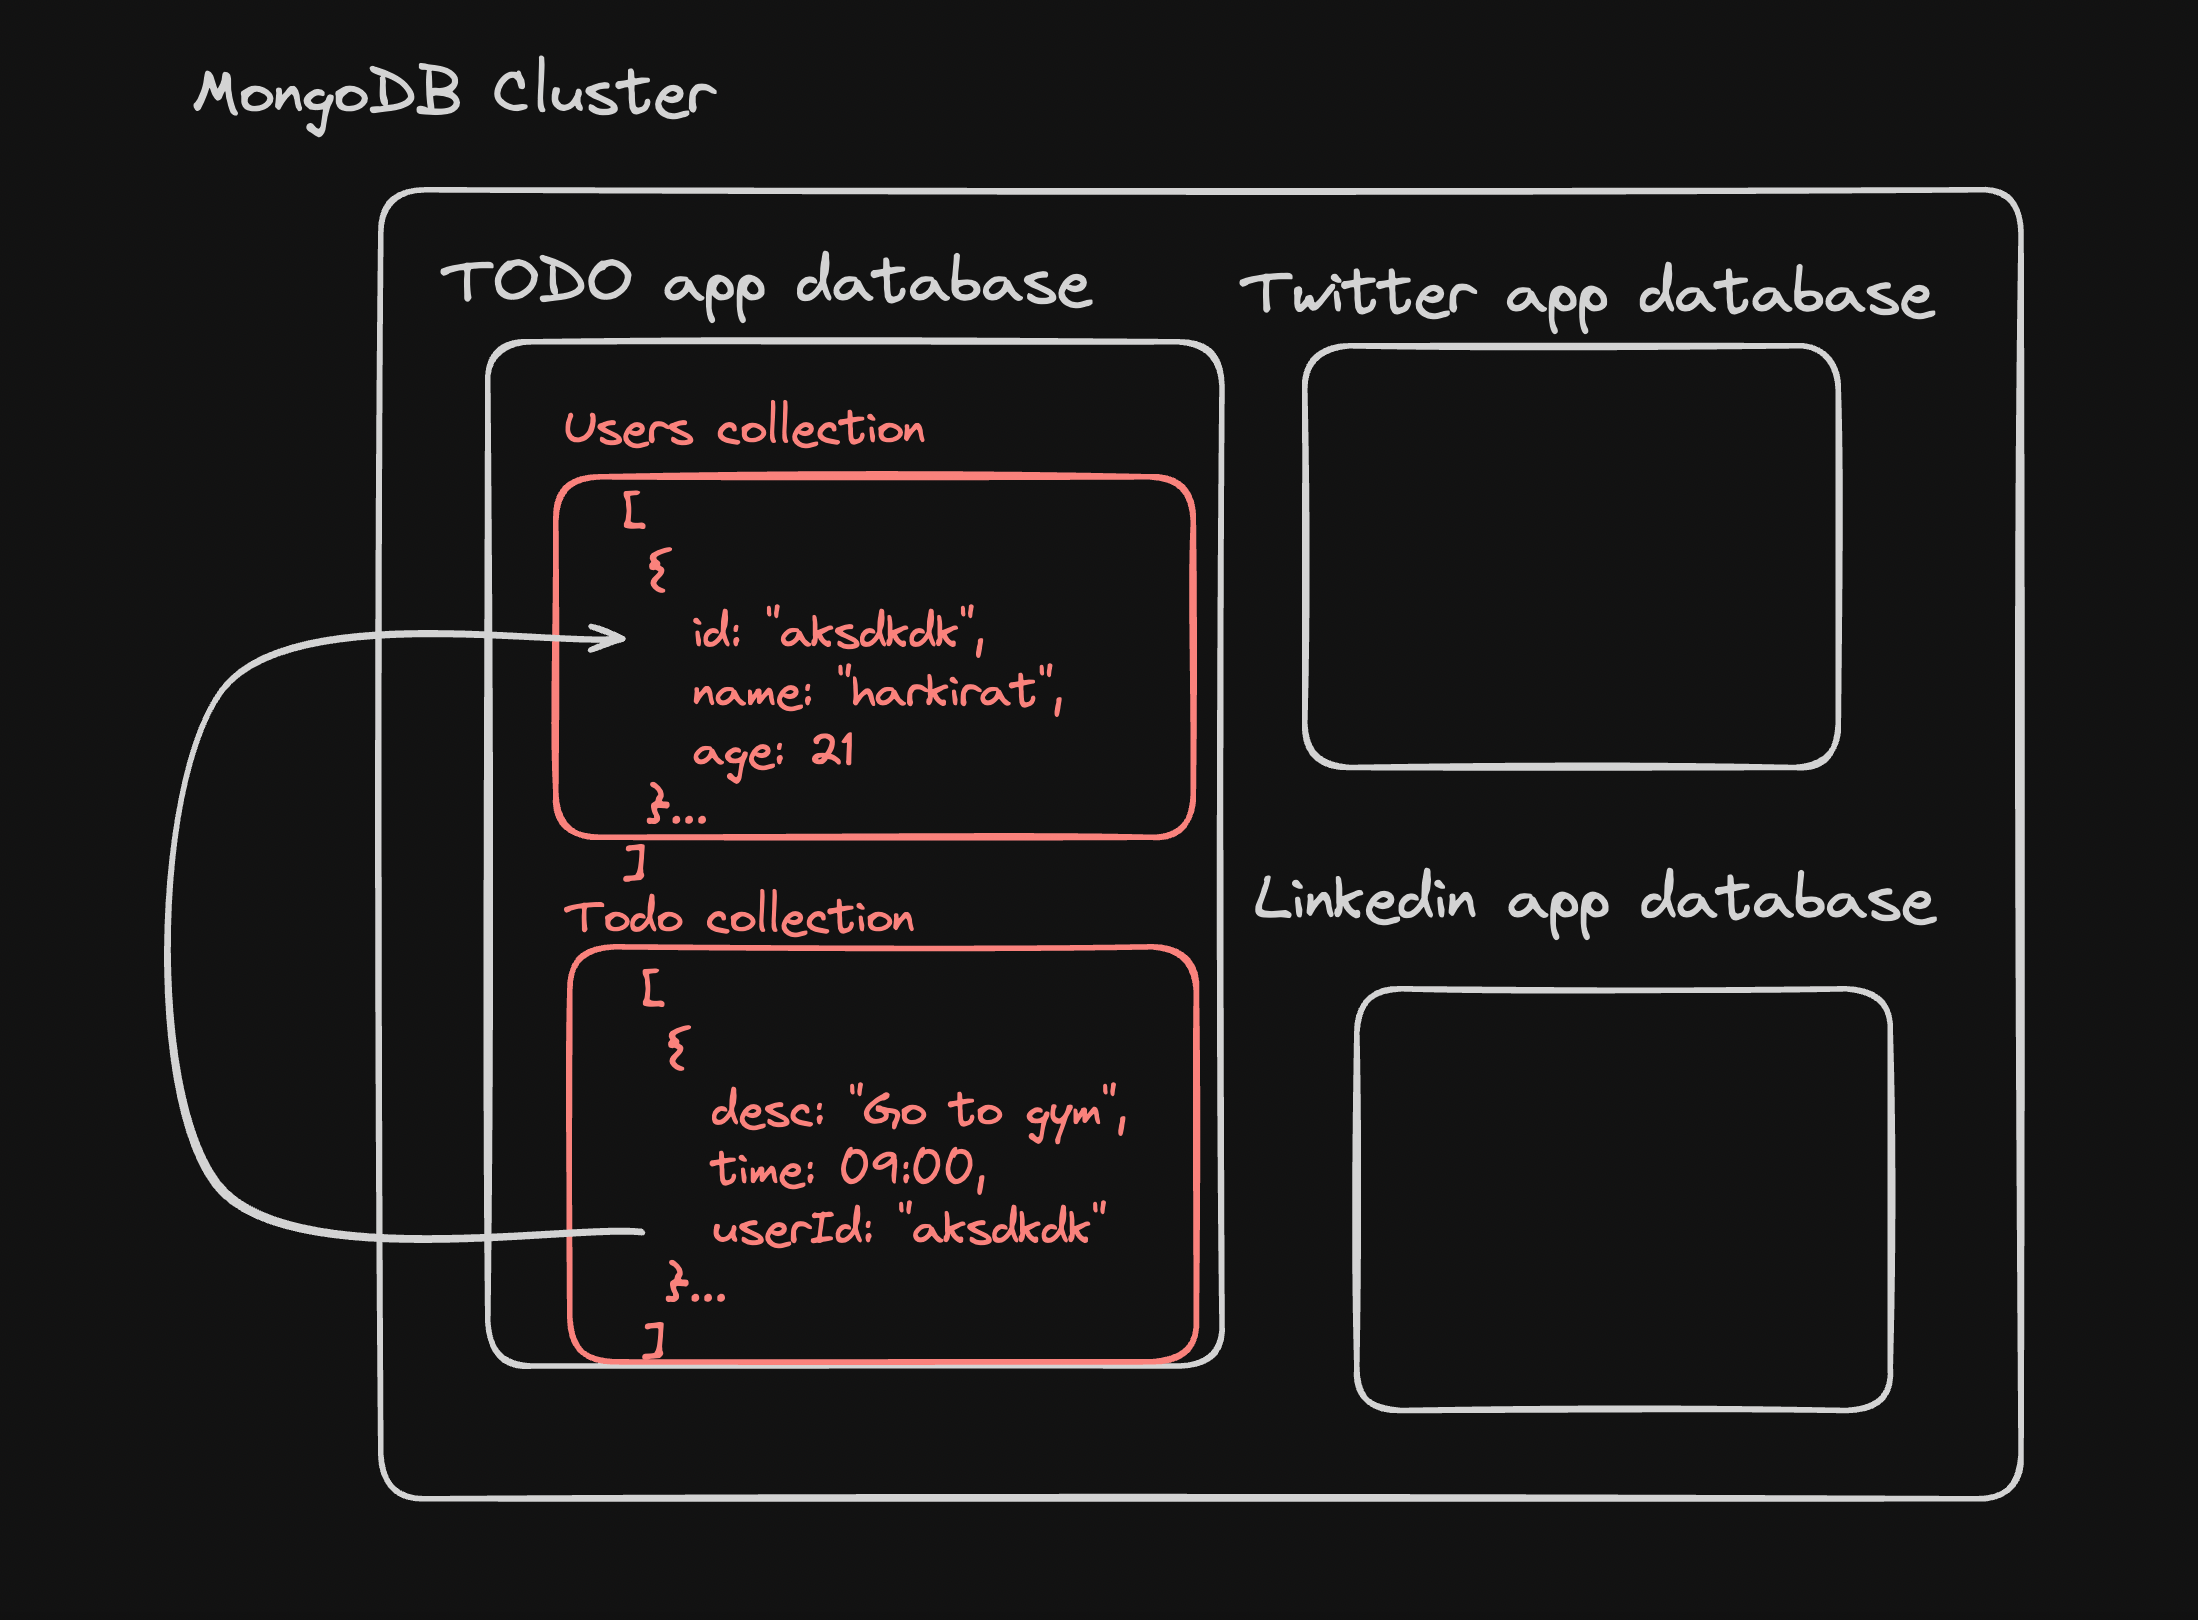 MongoDB Cluster
TODO app database
Users collection
[
{
id: "aksdkdk",
name: "harkirat",
age: 21
}...
]
Todo collection
[
{
desc: "Go to gym",
time: 09:00,
userId: "aksdkdk"
}...
]
Twitter app database
Linkedin app database